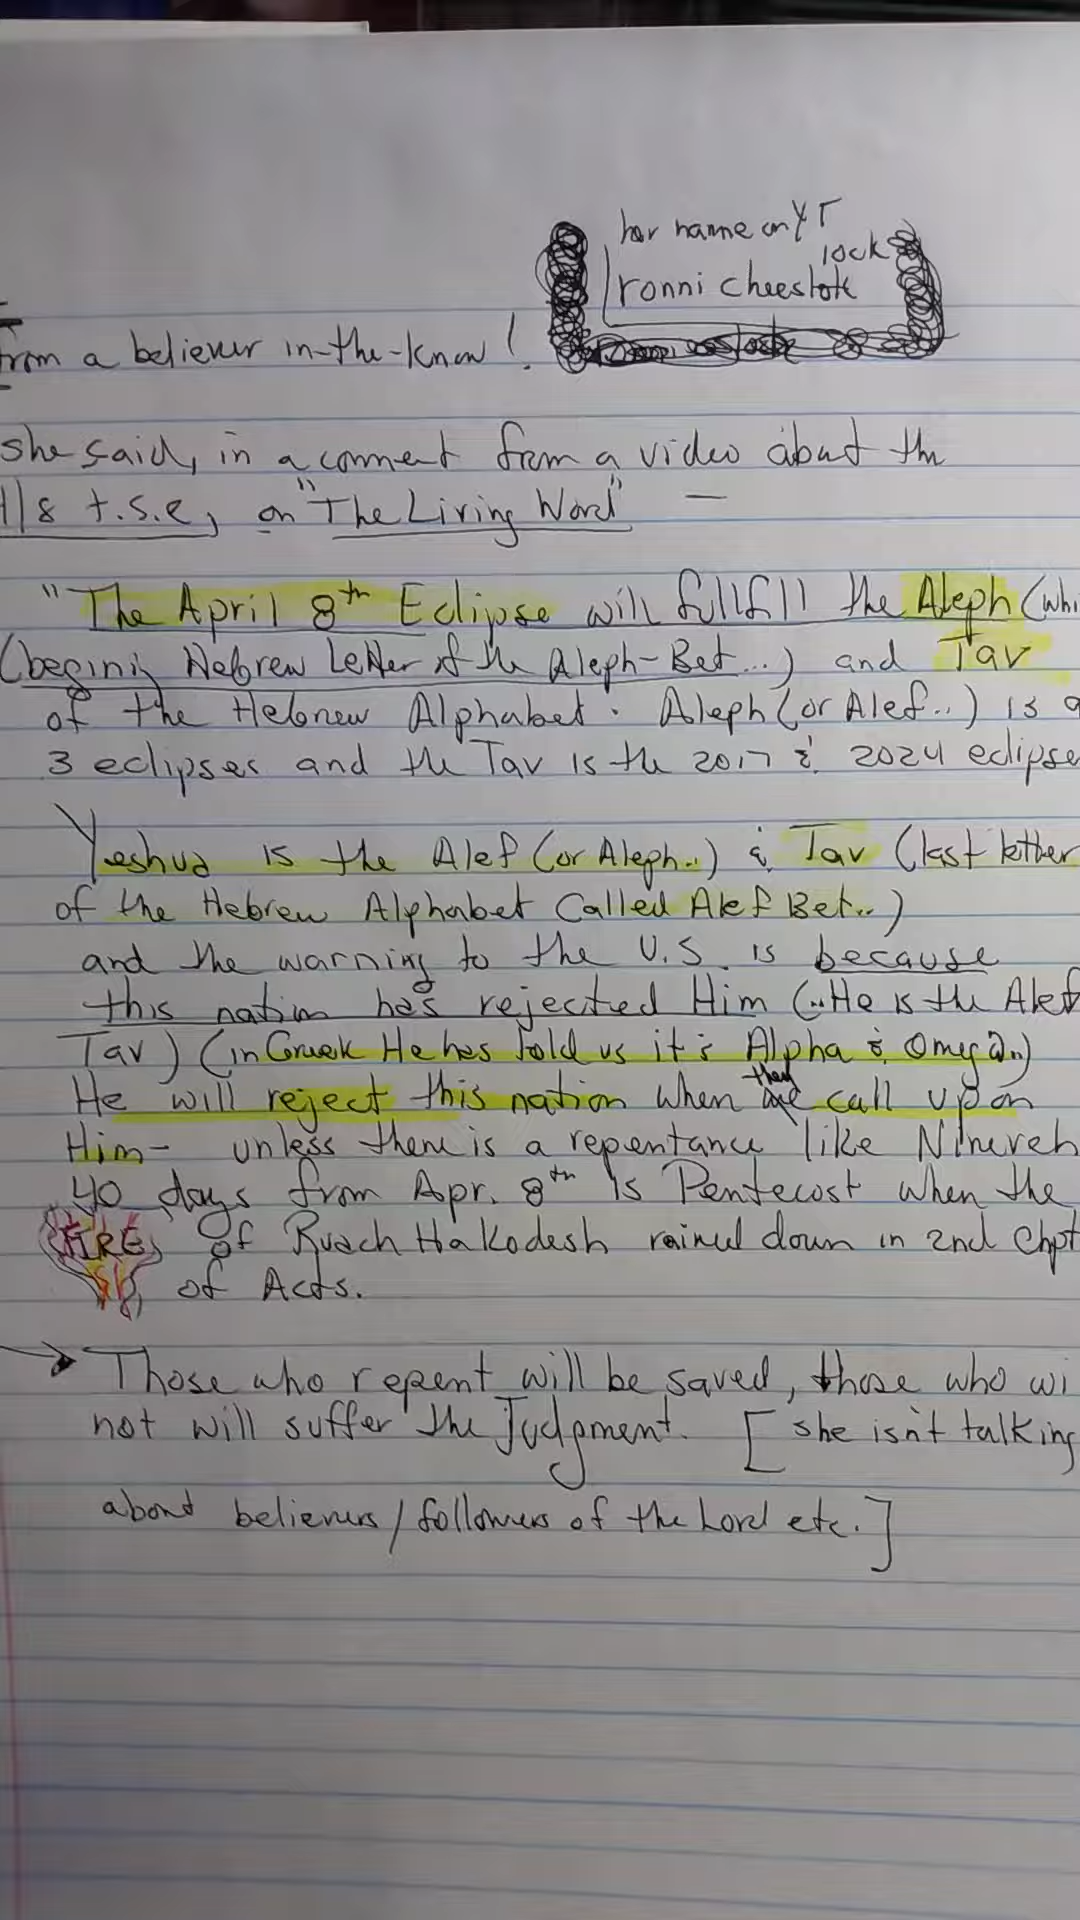 her name on YT
lock
ronni cheeslote
from a believer in-the-know!
she said, in a comment from a video about the
t.s.e, on "The Living Word" —
"The April 8th Eclipse will fullfill the Aleph (whi
(begining Hebrew Letter of the Aleph-Bet...) and Tav
of the Hebrew Alphabet. Aleph (or Alef..) is a
3 eclipses and the Tav is the 2017 & 2024 eclipse
Yeshua is the Alef (or Aleph..) & Tav (last letter
of the Hebrew Alphabet Called Alef Bet..)
and the warning to the U.S. is because
this nation has rejected Him (..He is the Alef
Tav) (in Greek He has told us it's Alpha & Omega..)
He will reject this nation when they call upon
Him- unless there is a repentance like Nineveh
40 days from Apr. 8th is Pentecost when the
FIRE of Ruach HaKodesh rained down in 2nd Chpt
of Acts.
→ Those who repent will be saved, those who wi
not will suffer the Judgment. [she isn't talking
about believers/followers of the Lord etc.]